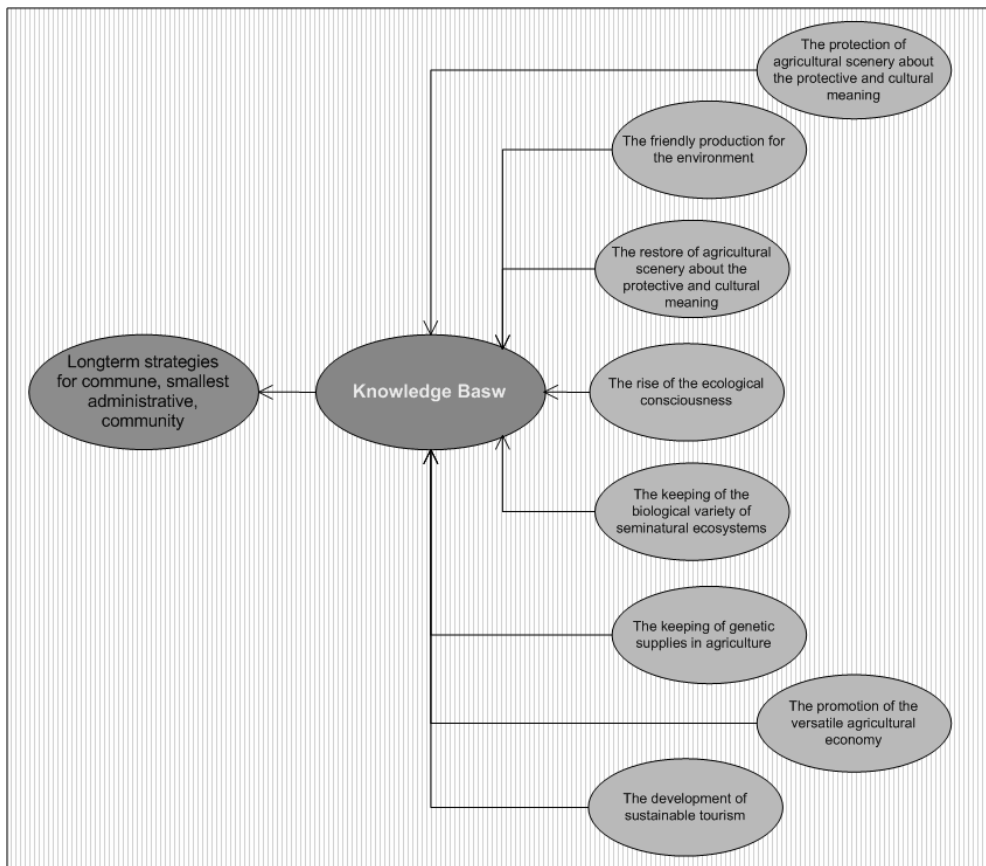 The protection of
agricultural scenery about
the protective and cultural
meaning
The friendly production for
the environment
The restore of agricultural
scenery about the
protective and cultural
meaning
Longterm strategies
for commune, smallest
administrative,
community
Knowledge Basw
The rise of the ecological
consciousness
The keeping of the
biological variety of
seminatural ecosystems
The keeping of genetic
supplies in agriculture
The promotion of the
versatile agricultural
economy
The development of
sustainable tourism